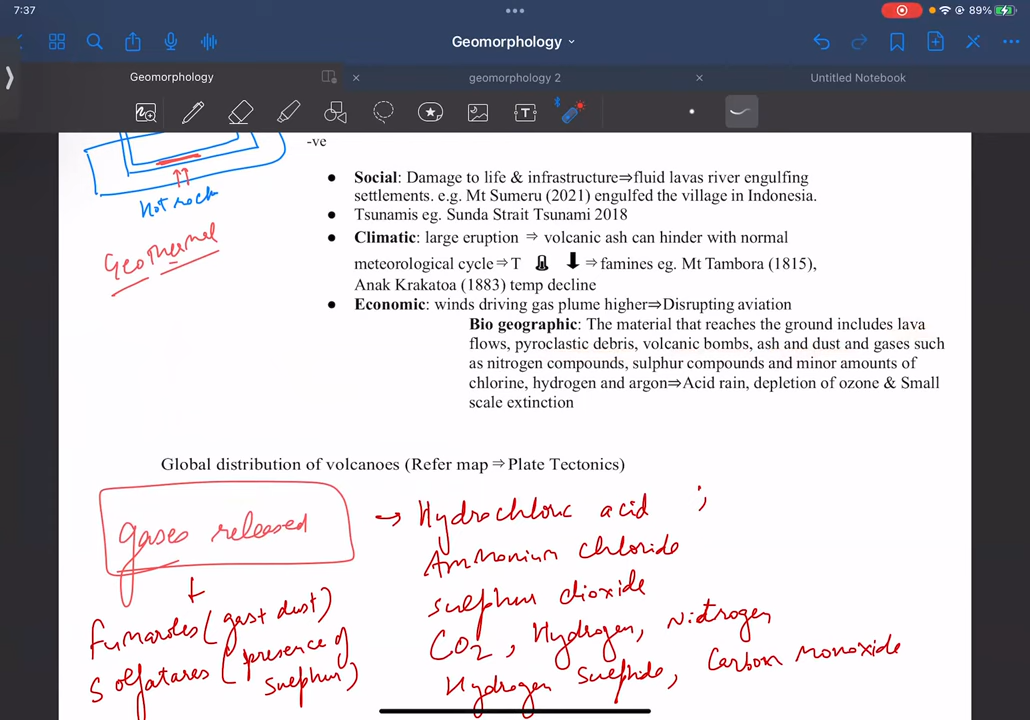 7:37
89%
Geomorphology
Geomorphology
geomorphology 2
Untitled Notebook
-ve
Hot rock
Geothermel
• Social: Damage to life & infrastructure⇒fluid lavas river engulfing
settlements. e.g. Mt Sumeru (2021) engulfed the village in Indonesia.
• Tsunamis eg. Sunda Strait Tsunami 2018
• Climatic: large eruption ⇒ volcanic ash can hinder with normal
meteorological cycle⇒T 🌡 ⬇ ⇒famines eg. Mt Tambora (1815),
Anak Krakatoa (1883) temp decline
• Economic: winds driving gas plume higher⇒Disrupting aviation
Bio geographic: The material that reaches the ground includes lava
flows, pyroclastic debris, volcanic bombs, ash and dust and gases such
as nitrogen compounds, sulphur compounds and minor amounts of
chlorine, hydrogen and argon⇒Acid rain, depletion of ozone & Small
scale extinction
Global distribution of volcanoes (Refer map ⇒Plate Tectonics)
gases released
→ Hydrochloric acid ;
Ammonium chloride
Sulphur dioxide
CO2, Hydrogen, Nidtrogen
Hydrogen Sulphide, Carbon monoxide
↓
Fumaroles (gast dust)
Solfatares (presence of
sulphur)